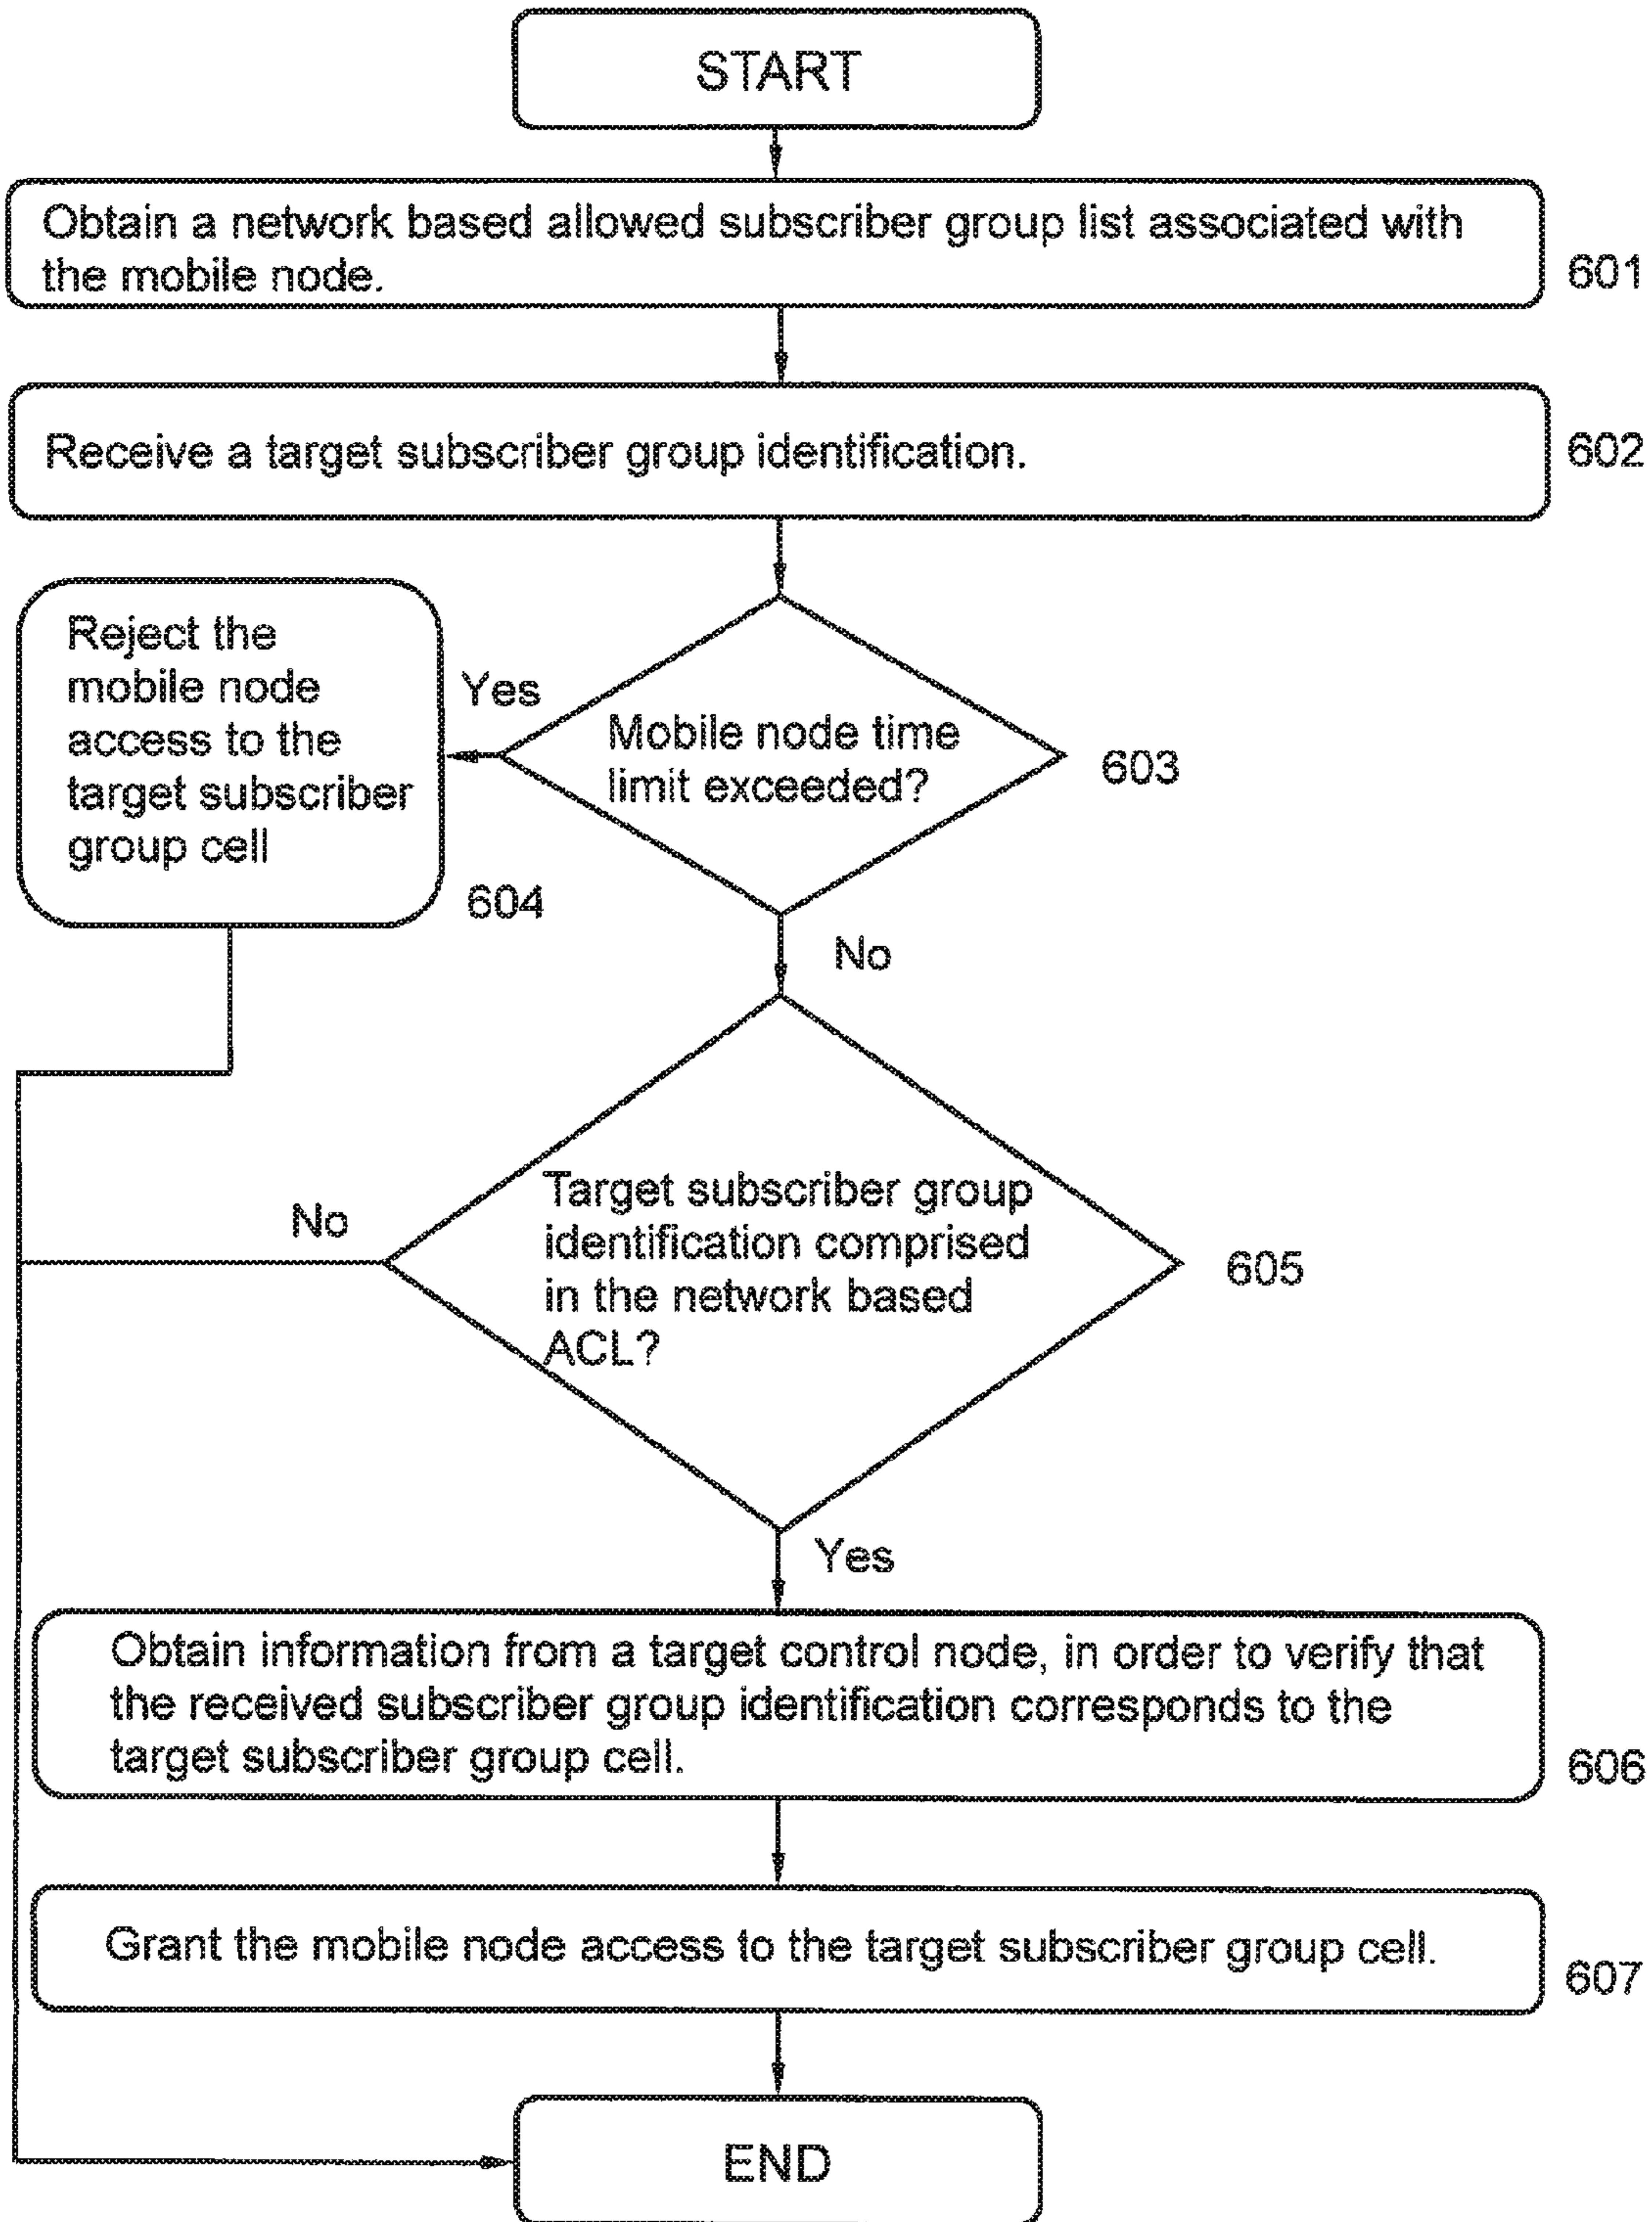 START
Obtain a network based allowed subscriber group list associated with
the mobile node.
601
Receive a target subscriber group identification.
602
Reject the
mobile node
access to the
target subscriber
group cell
604
Yes
Mobile node time
limit exceeded?
603
No
Target subscriber group
identification comprised
in the network based
ACL?
605
No
Yes
Obtain information from a target control node, in order to verify that
the received subscriber group identification corresponds to the
target subscriber group cell.
606
Grant the mobile node access to the target subscriber group cell.
607
END